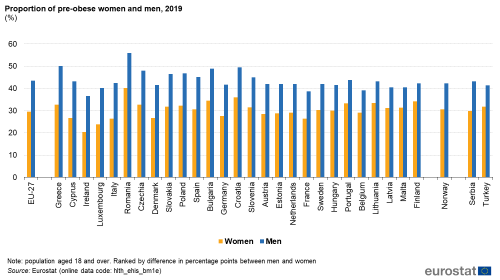 Proportion of pre-obese women and men, 2019
(%)
60
50
40
30
20
10
0
EU-27
Greece
Cyprus
Ireland
Luxembourg
Italy
Romania
Czechia
Denmark
Slovakia
Poland
Spain
Bulgaria
Germany
Croatia
Slovenia
Austria
Estonia
Netherlands
France
Sweden
Hungary
Portugal
Belgium
Lithuania
Latvia
Malta
Finland
Norway
Serbia
Turkey
Women Men
Note: population aged 18 and over. Ranked by difference in percentage points between men and women
Source: Eurostat (online data code: hlth_ehis_bm1e)
eurostat